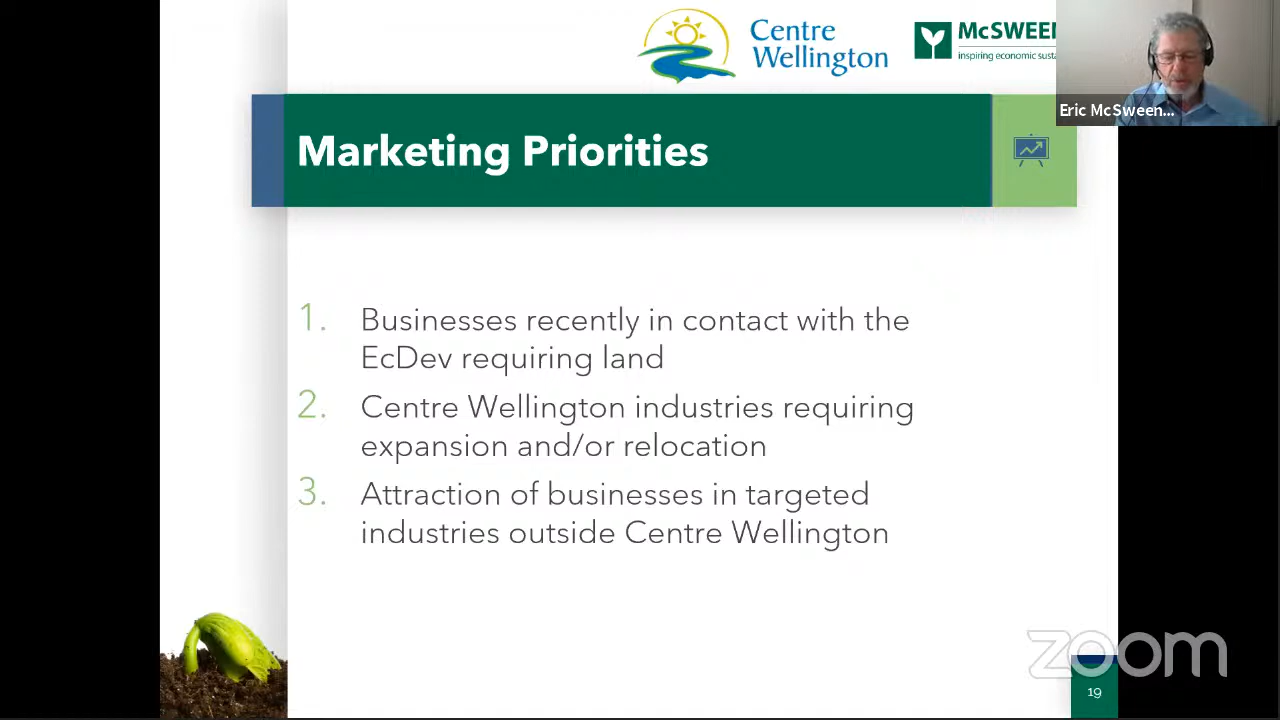 Centre
Wellington
McSWEEN
inspiring economic susta
Eric McSween...
Marketing Priorities
1. Businesses recently in contact with the
EcDev requiring land
2. Centre Wellington industries requiring
expansion and/or relocation
3. Attraction of businesses in targeted
industries outside Centre Wellington
zoom
19